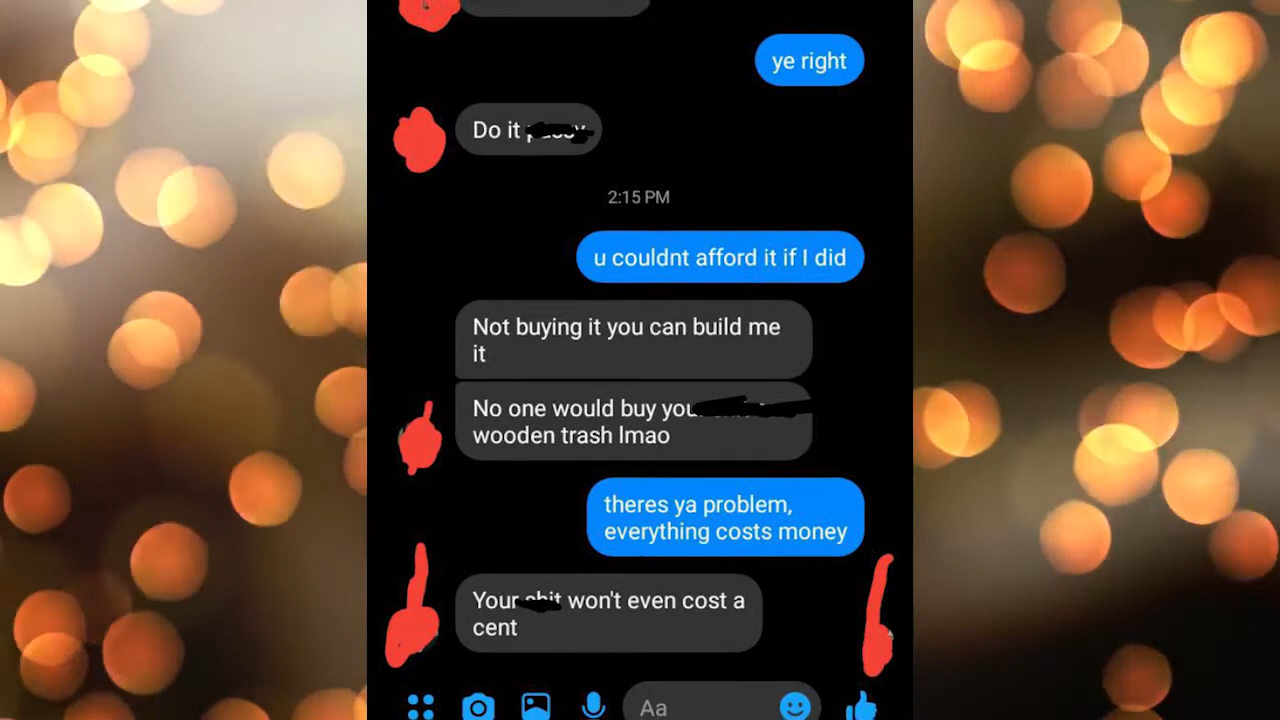 ye right
Do it
2:15 PM
u couldnt afford it if I did
Not buying it you can build me
it
No one would buy your
wooden trash lmao
theres ya problem,
everything costs money
Your shit won't even cost a
cent
Aa